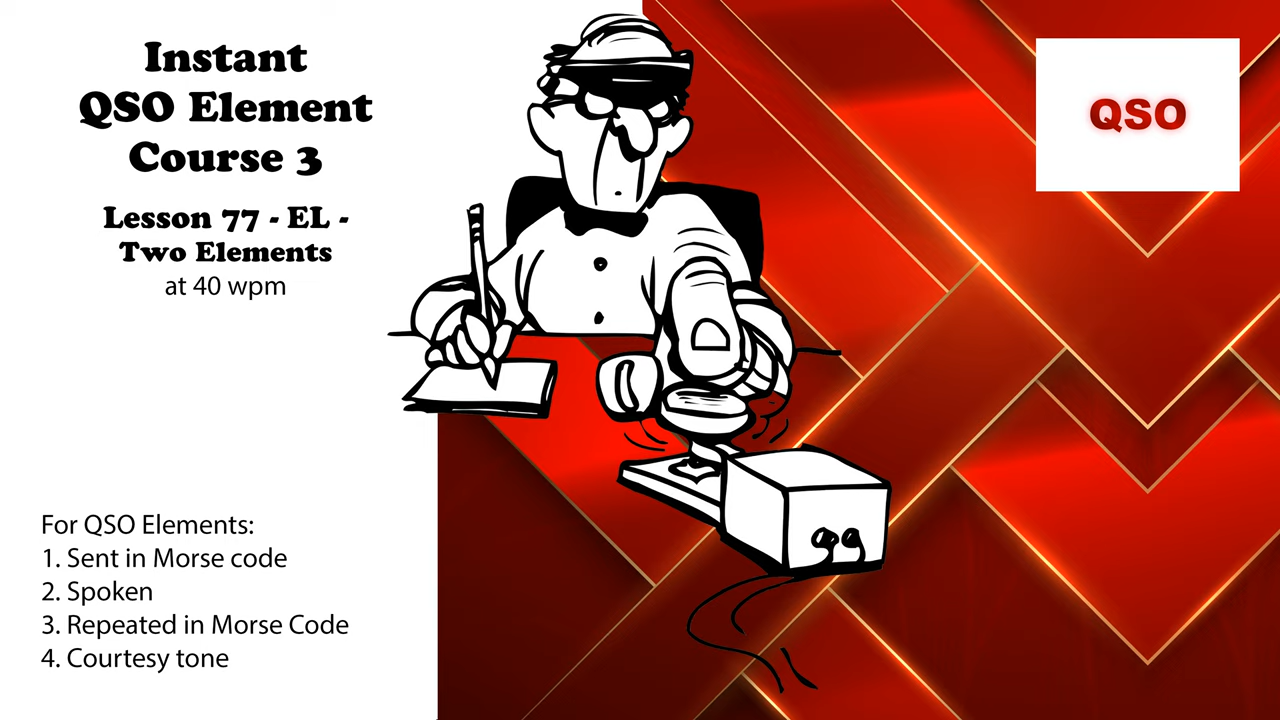 Instant
QSO Element
Course 3
Lesson 77 - EL -
Two Elements
at 40 wpm
QSO
For QSO Elements:
1. Sent in Morse code
2. Spoken
3. Repeated in Morse Code
4. Courtesy tone